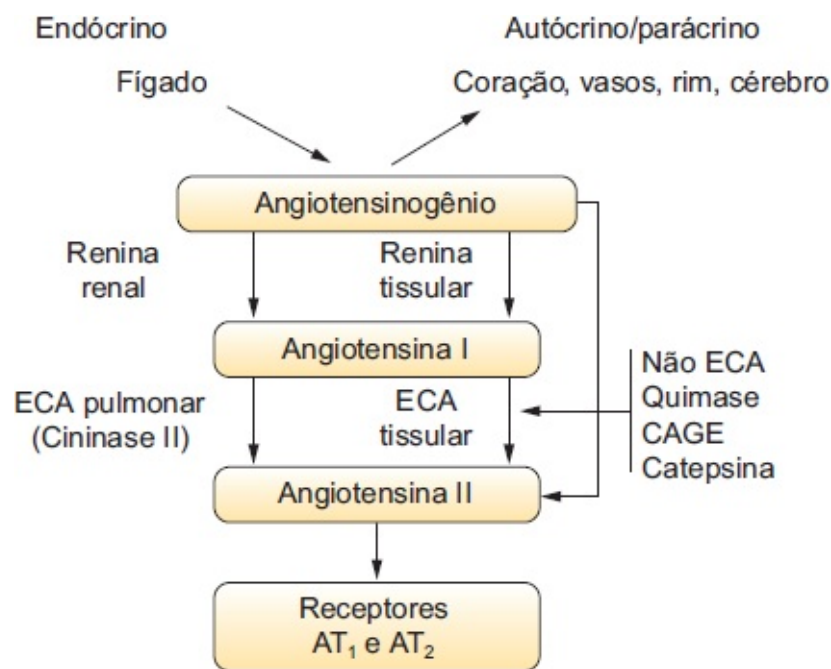 Endócrino
Autócrino/parácrino
Fígado
Coração, vasos, rim, cérebro
Angiotensinogênio
Renina
renal
Renina
tissular
Angiotensina I
ECA pulmonar
(Cininase II)
ECA
tissular
Não ECA
Quimase
CAGE
Catepsina
Angiotensina II
Receptores
AT₁ e AT₂